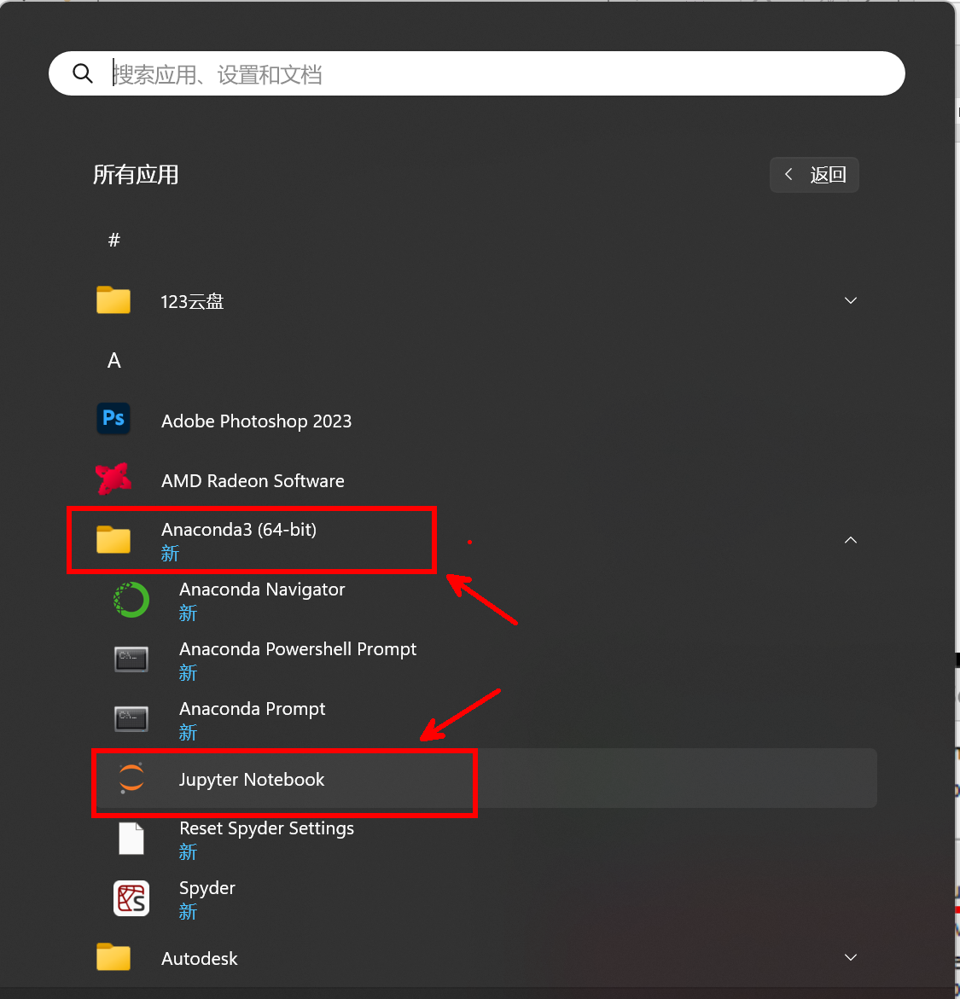 搜索应用、设置和文档
所有应用
返回
#
123云盘
A
Ps
Adobe Photoshop 2023
AMD Radeon Software
Anaconda3 (64-bit)
新
Anaconda Navigator
新
Anaconda Powershell Prompt
新
Anaconda Prompt
新
Jupyter Notebook
Reset Spyder Settings
新
Spyder
新
Autodesk